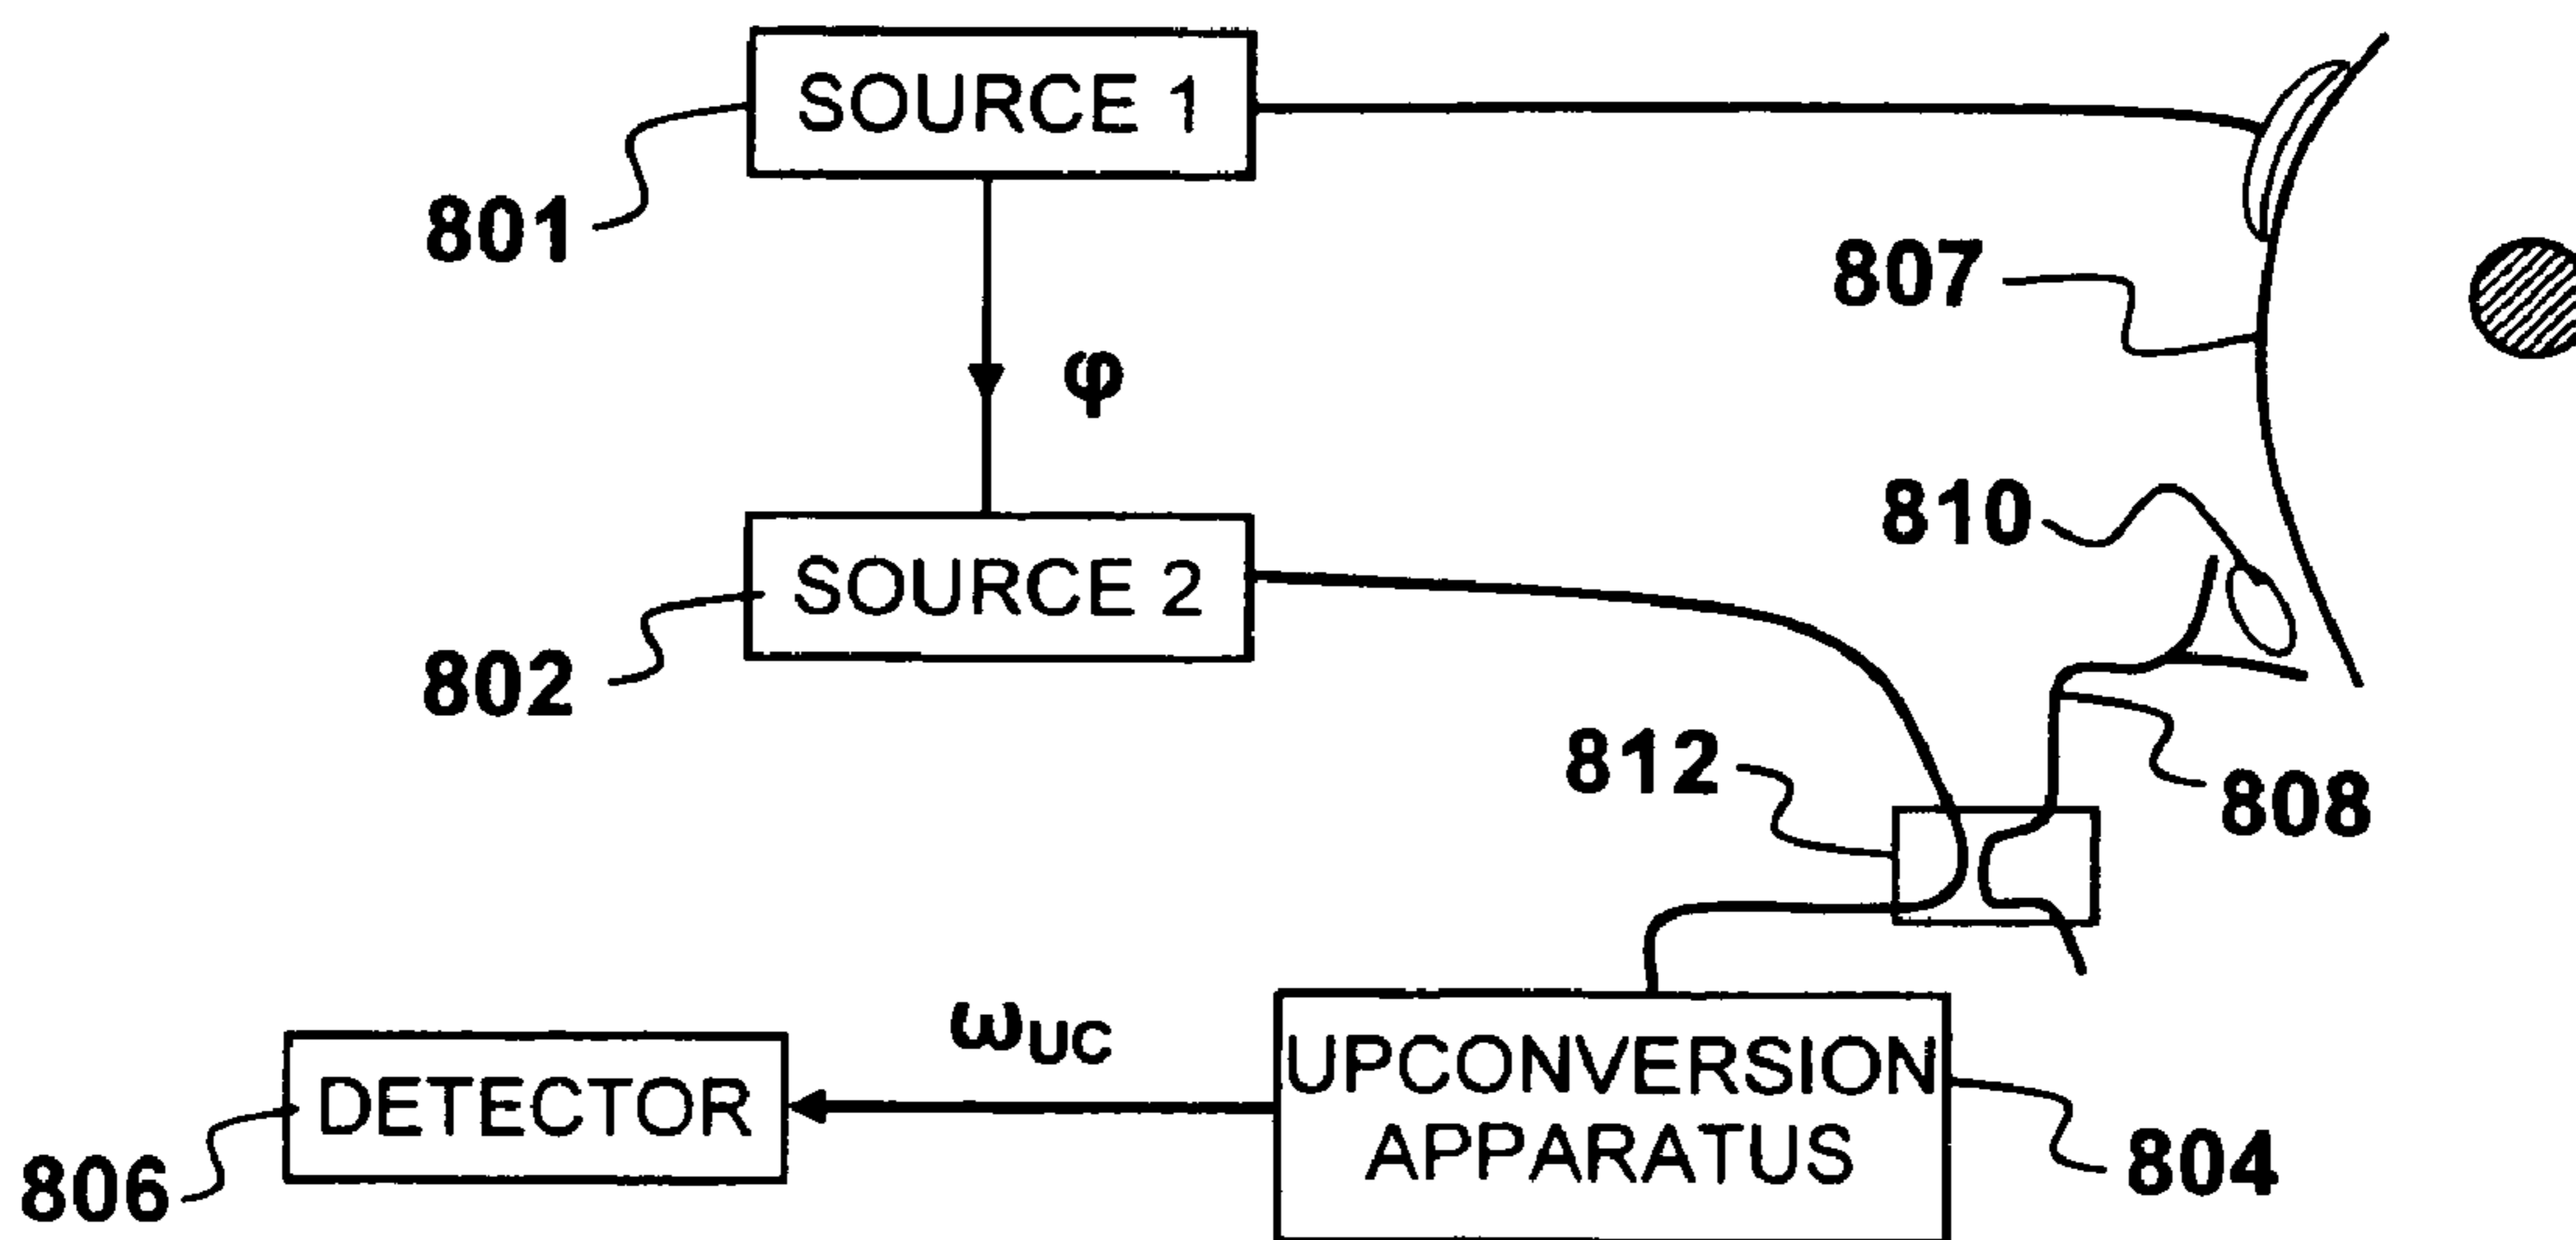 SOURCE 1
801
807
φ
810
SOURCE 2
802
812
808
ωUC
UPCONVERSION
APPARATUS
DETECTOR
804
806